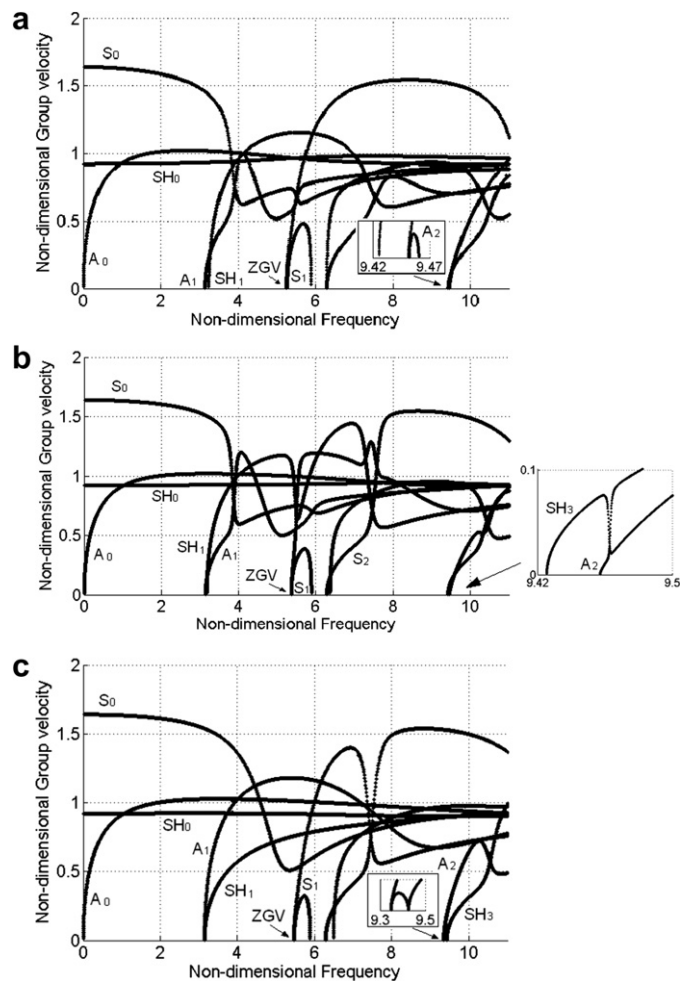 a
2
S0
1.5
1
SH0
0.5
A2
9.42 9.47
ZGV
A0
A1
SH1
S1
0
0 2 4 6 8 10
Non-dimensional Frequency
Non-dimensional Group velocity
b
2
S0
1.5
1
SH0
0.5
A0
SH1
A1
S2
ZGV
S1
0
0 2 4 6 8 10
Non-dimensional Frequency
Non-dimensional Group velocity
0.1
SH3
A2
0
9.42 9.5
c
2
S0
1.5
1
SH0
A1
0.5
SH1
S1
A2
9.3 9.5
A0
ZGV
SH3
0
0 2 4 6 8 10
Non-dimensional Frequency
Non-dimensional Group velocity